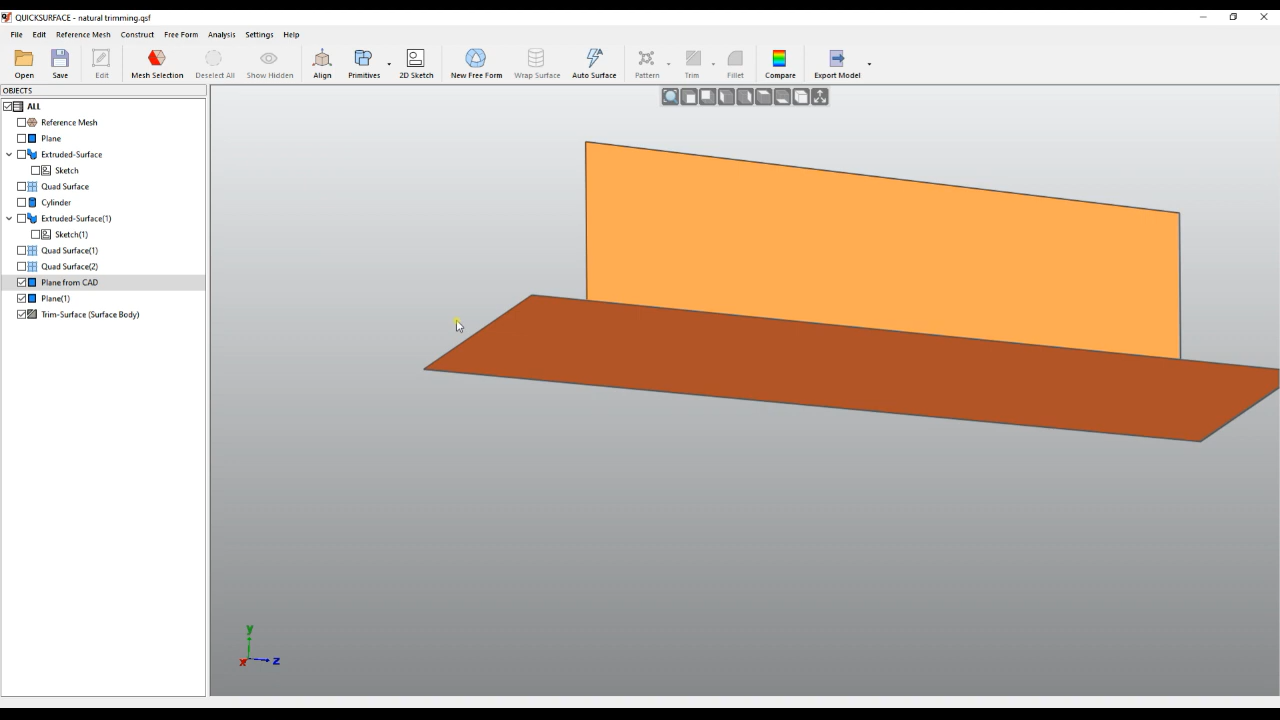 QUICKSURFACE - natural trimming.qsf
File Edit Reference Mesh Construct Free Form Analysis Settings Help
Open Save Edit Mesh Selection Deselect All Show Hidden Align Primitives 2D Sketch New Free Form Wrap Surface Auto Surface Pattern Trim Fillet Compare Export Model
OBJECTS
ALL
Reference Mesh
Plane
Extruded-Surface
Sketch
Quad Surface
Cylinder
Extruded-Surface(1)
Sketch(1)
Quad Surface(1)
Quad Surface(2)
Plane from CAD
Plane(1)
Trim-Surface (Surface Body)
y
x z